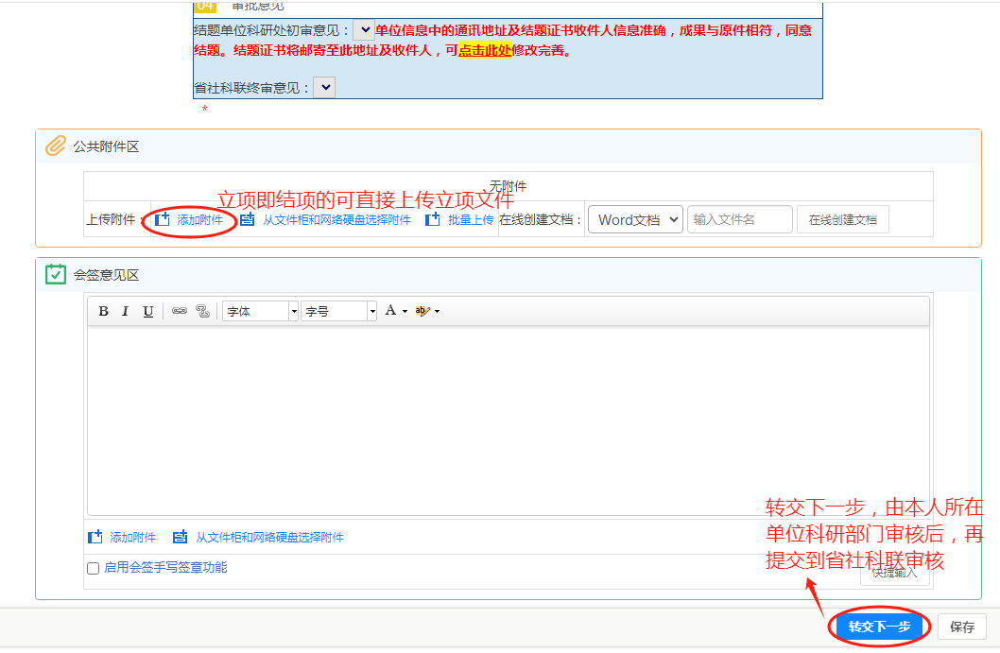 04 审批意见
结题单位科研处初审意见：单位信息中的通讯地址及结题证书收件人信息准确，成果与原件相符，同意
结题。结题证书将邮寄至此地址及收件人，可点击此处修改完善。
省社科联终审意见：
*
公共附件区
无附件
立项即结项的可直接上传立项文件
上传附件： 添加附件 从文件柜和网络硬盘选择附件 批量上传 在线创建文档： Word文档 输入文件名 在线创建文档
会签意见区
B I U 字体 字号 A ab
添加附件 从文件柜和网络硬盘选择附件
转交下一步，由本人所在
单位科研部门审核后，再
提交到省社科联审核
启用会签手写签章功能
快捷输入
转交下一步 保存